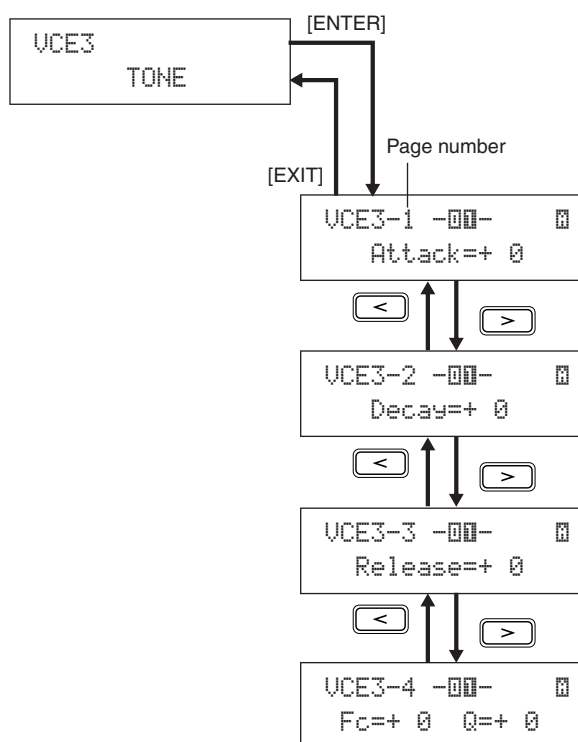 [ENTER]
VCE3
TONE
Page number
[EXIT]
VCE3-1 -01-
Attack=+ 0
<
>
VCE3-2 -01-
Decay=+ 0
<
>
VCE3-3 -01-
Release=+ 0
<
>
VCE3-4 -01-
Fc=+ 0 Q=+ 0